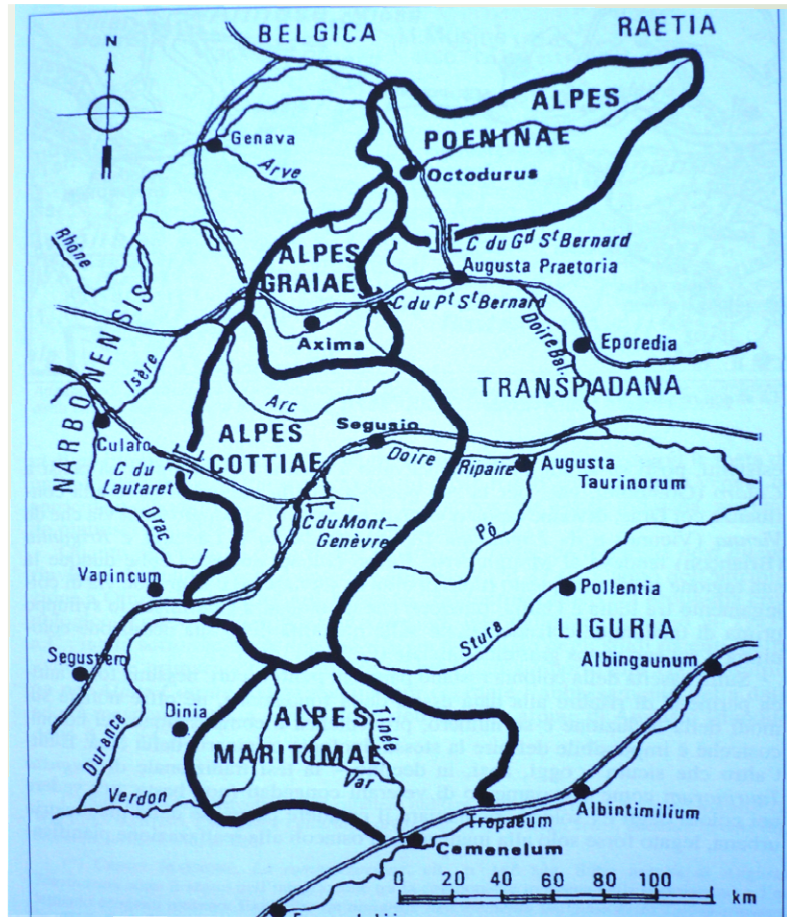 BELGICA
RAETIA
N
ALPES
POENINAE
Genava
Arve
Octodurus
Rhône
ALPES
GRAIAE
C du Gd St Bernard
Augusta Praetoria
C du Pt St Bernard
Axima
Doire Bal.
Eporedia
NARBONENSIS
Isère
TRANSPADANA
Arc
Cularo
ALPES
COTTIAE
Segusio
Doire Ripaire
Augusta
Taurinorum
C du
Lautaret
Drac
C du Mont-
Genèvre
Pô
Vapincum
Pollentia
Stura
LIGURIA
Segustero
Albingaunum
Durance
Dinia
ALPES
MARITIMAE
Tinée
Var
Verdon
Tropaeum
Albintimilium
Cemenelum
0 20 40 60 80 100 km